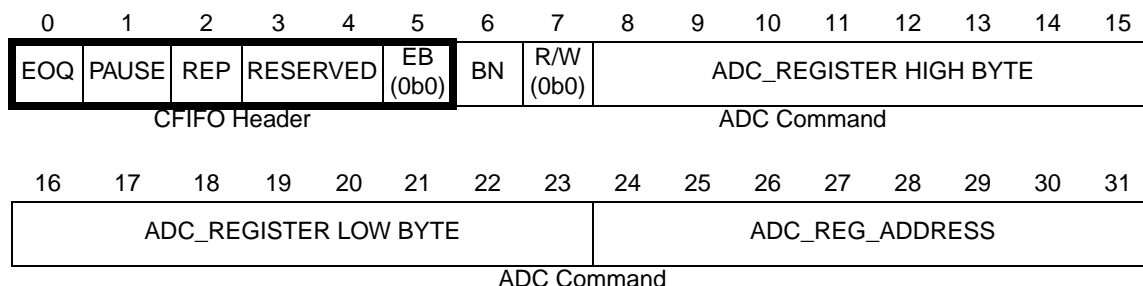 0 1 2 3 4 5 6 7 8 9 10 11 12 13 14 15
EOQ PAUSE REP RESERVED EB (0b0) BN R/W (0b0) ADC_REGISTER HIGH BYTE
CFIFO Header ADC Command
16 17 18 19 20 21 22 23 24 25 26 27 28 29 30 31
ADC_REGISTER LOW BYTE ADC_REG_ADDRESS
ADC Command